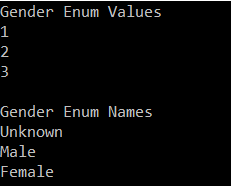 Gender Enum Values
1
2
3

Gender Enum Names
Unknown
Male
Female